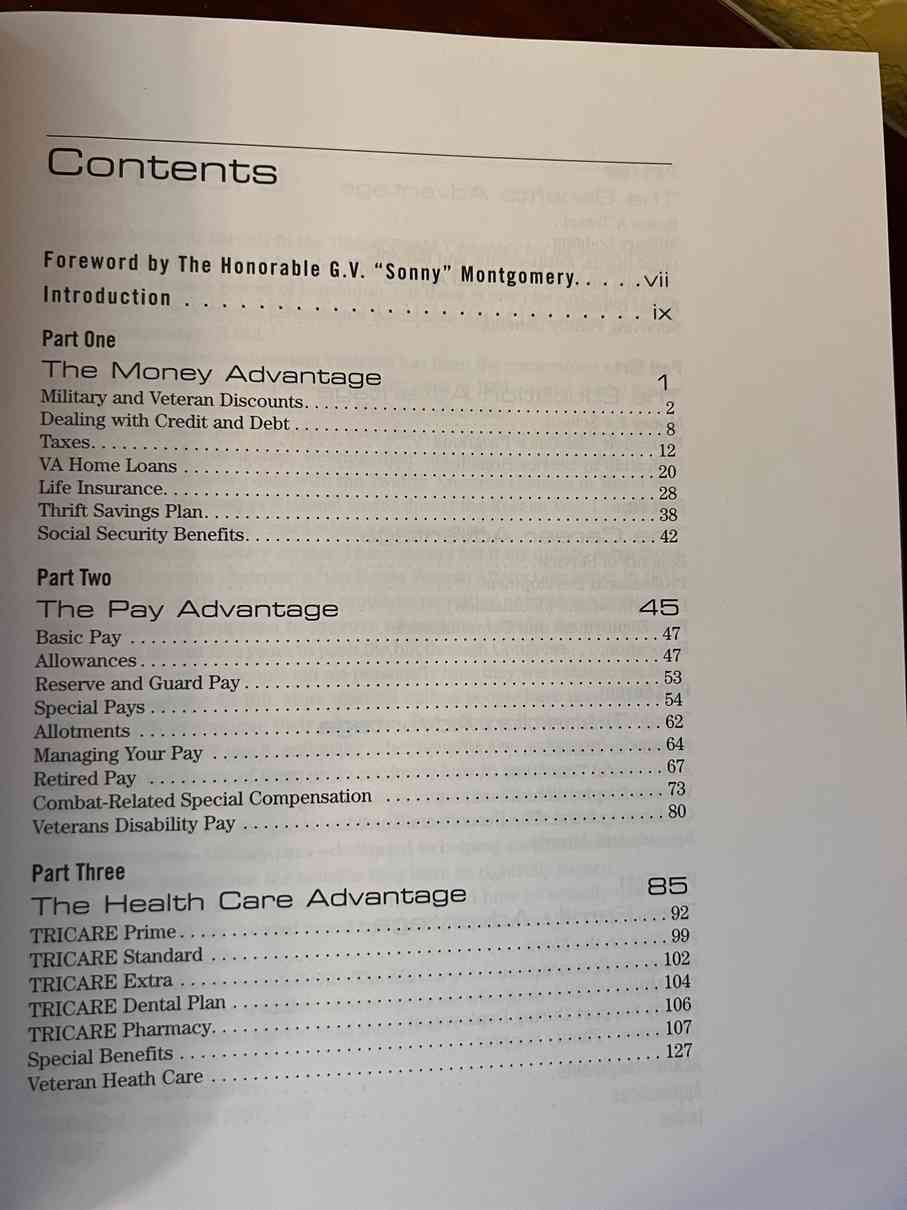 Contents
Foreword by The Honorable G.V. “Sonny” Montgomery. . . . . .vii
Introduction . . . . . . . . . . . . . . . . . . . . . . . . . ix
Part One
The Money Advantage 1
Military and Veteran Discounts. . . . . . . . . . . . . . . . . . . . 2
Dealing with Credit and Debt . . . . . . . . . . . . . . . . . . . . 8
Taxes. . . . . . . . . . . . . . . . . . . . 12
VA Home Loans . . . . . . . . . . . . . . . . . . . . 20
Life Insurance. . . . . . . . . . . . . . . . . . . . 28
Thrift Savings Plan. . . . . . . . . . . . . . . . . . . . 38
Social Security Benefits. . . . . . . . . . . . . . . . . . . . 42
Part Two
The Pay Advantage 45
Basic Pay . . . . . . . . . . . . . . . . . . . . 47
Allowances . . . . . . . . . . . . . . . . . . . . 47
Reserve and Guard Pay . . . . . . . . . . . . . . . . . . . . 53
Special Pays . . . . . . . . . . . . . . . . . . . . 54
Allotments . . . . . . . . . . . . . . . . . . . . 62
Managing Your Pay . . . . . . . . . . . . . . . . . . . . 64
Retired Pay . . . . . . . . . . . . . . . . . . . . 67
Combat-Related Special Compensation . . . . . . . . . . . . . . . . . . . . 73
Veterans Disability Pay . . . . . . . . . . . . . . . . . . . . 80
Part Three
The Health Care Advantage 85
TRICARE Prime . . . . . . . . . . . . . . . . . . . . 92
TRICARE Standard . . . . . . . . . . . . . . . . . . . . 99
TRICARE Extra . . . . . . . . . . . . . . . . . . . . 102
TRICARE Dental Plan . . . . . . . . . . . . . . . . . . . . 104
TRICARE Pharmacy. . . . . . . . . . . . . . . . . . . . 106
Special Benefits . . . . . . . . . . . . . . . . . . . . 107
Veteran Heath Care . . . . . . . . . . . . . . . . . . . . 127